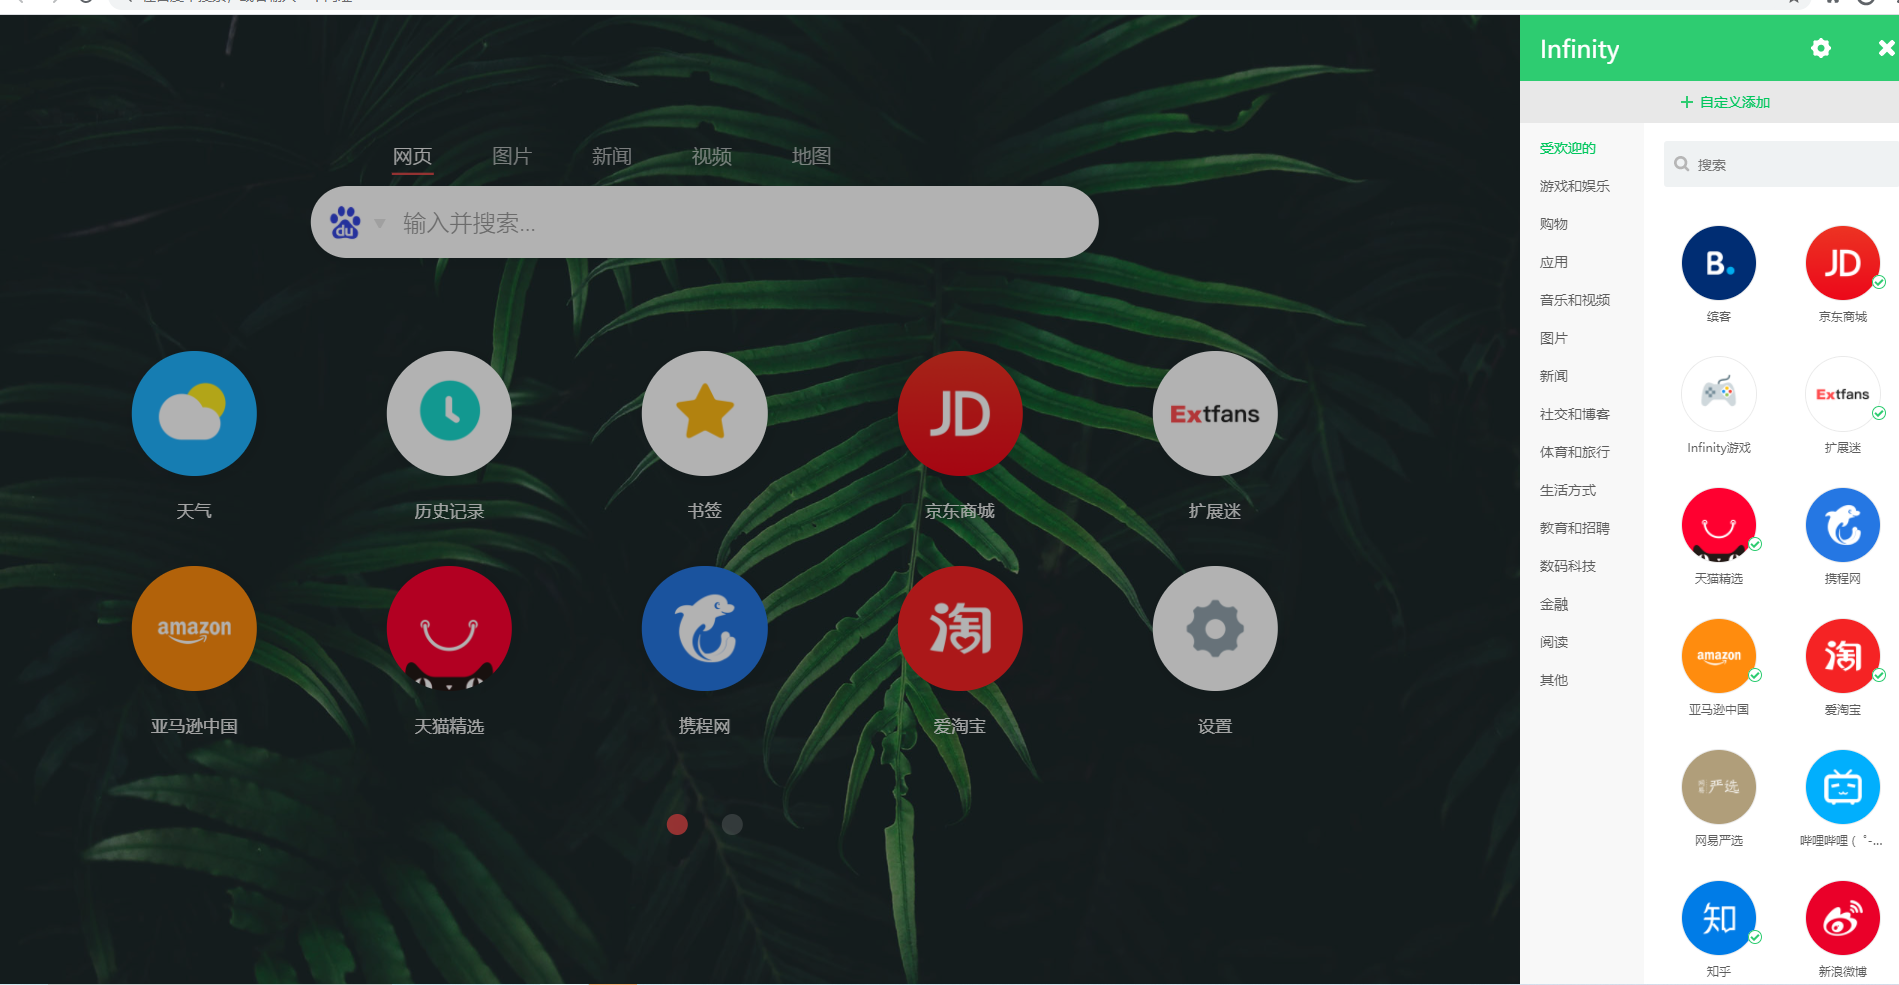 网页 图片 新闻 视频 地图
du 输入并搜索...
JD Extfans
天气 历史记录 书签 京东商城 扩展迷
amazon 淘
亚马逊中国 天猫精选 携程网 爱淘宝 设置
Infinity
自定义添加
受欢迎的
游戏和娱乐
购物
应用
音乐和视频
图片
新闻
社交和博客
体育和旅行
生活方式
教育和招聘
数码科技
金融
阅读
其他
搜索
B. JD
缤客 京东商城
Extfans
Infinity游戏 扩展迷
天猫精选 携程网
amazon 淘
亚马逊中国 爱淘宝
严选
网易严选 哔哩哔哩 ( ゜-...
知
知乎 新浪微博